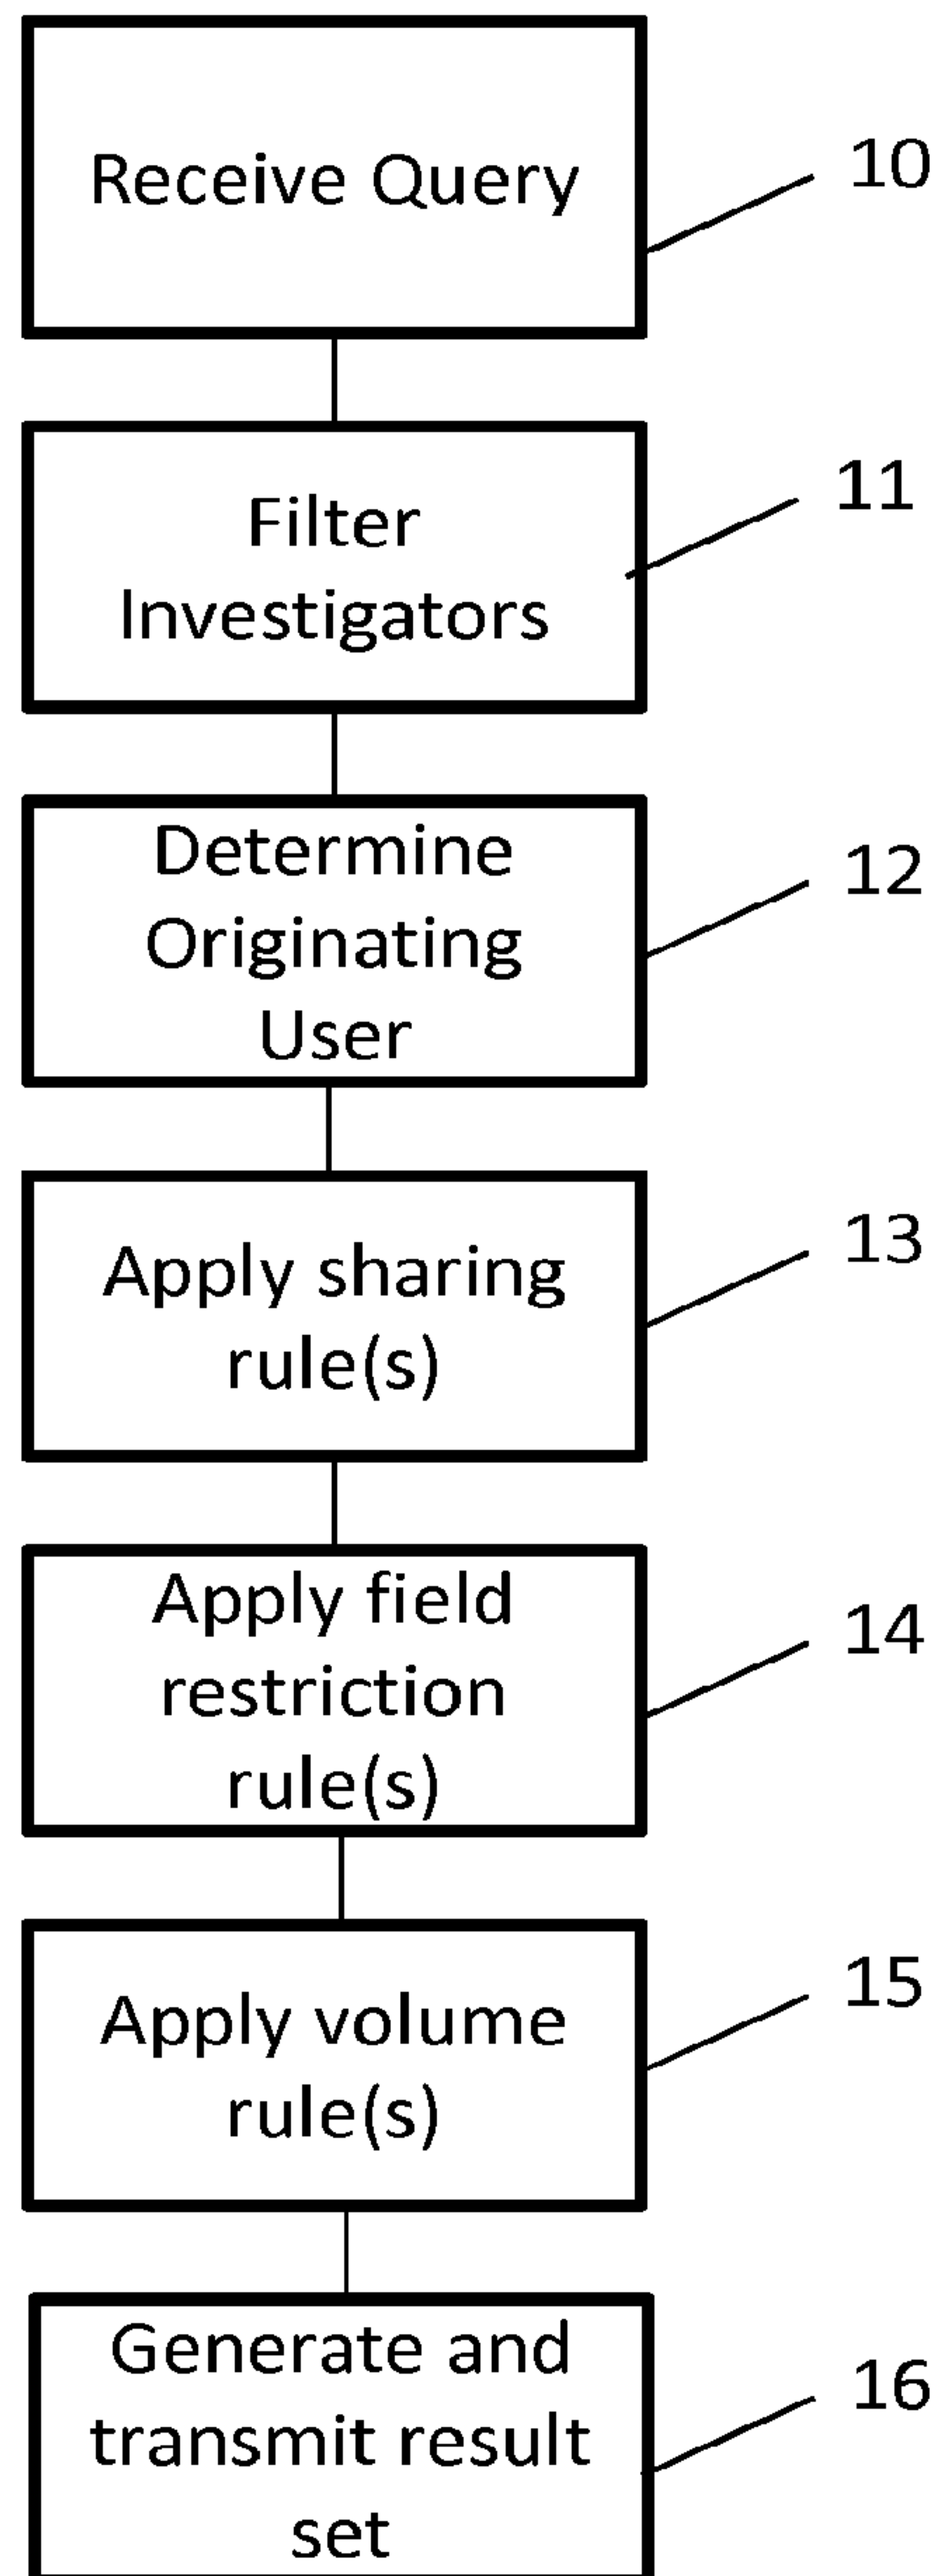 Receive Query
10
Filter
Investigators
11
Determine
Originating
User
12
Apply sharing
rule(s)
13
Apply field
restriction
rule(s)
14
Apply volume
rule(s)
15
Generate and
transmit result
set
16